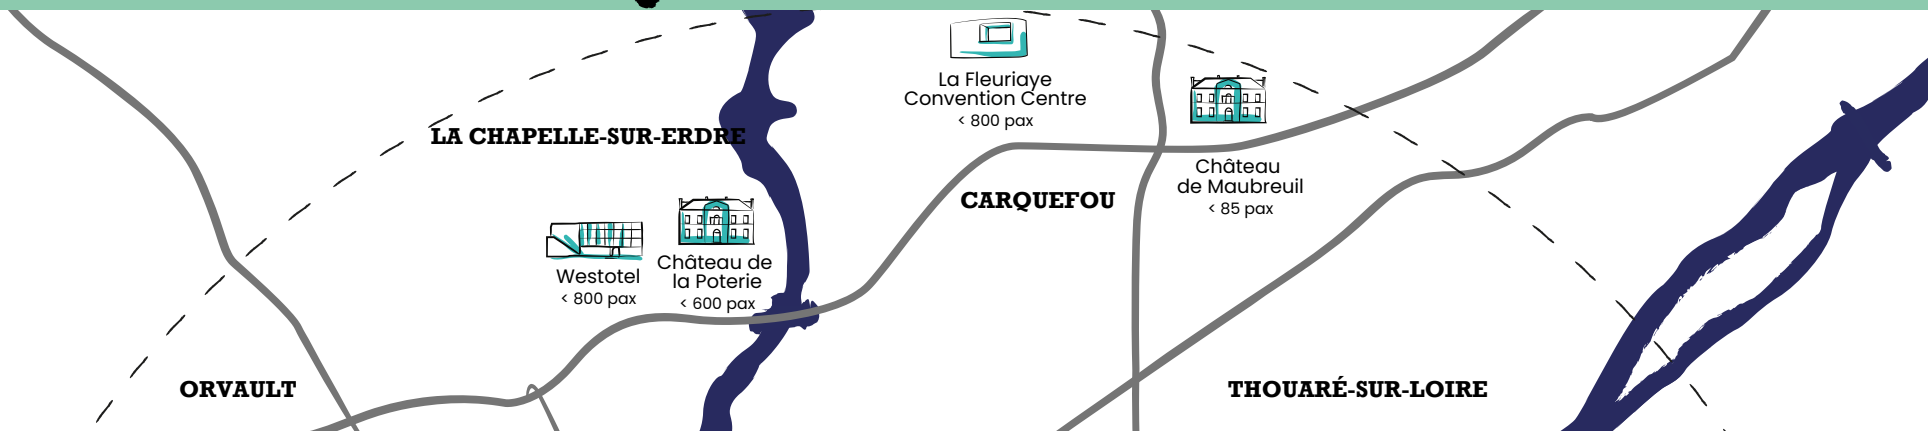 La Fleuriaye
Convention Centre
< 800 pax
LA CHAPELLE-SUR-ERDRE
Château
de Maubreuil
< 85 pax
CARQUEFOU
Westotel
< 800 pax
Château de
la Poterie
< 600 pax
ORVAULT
THOUARÉ-SUR-LOIRE